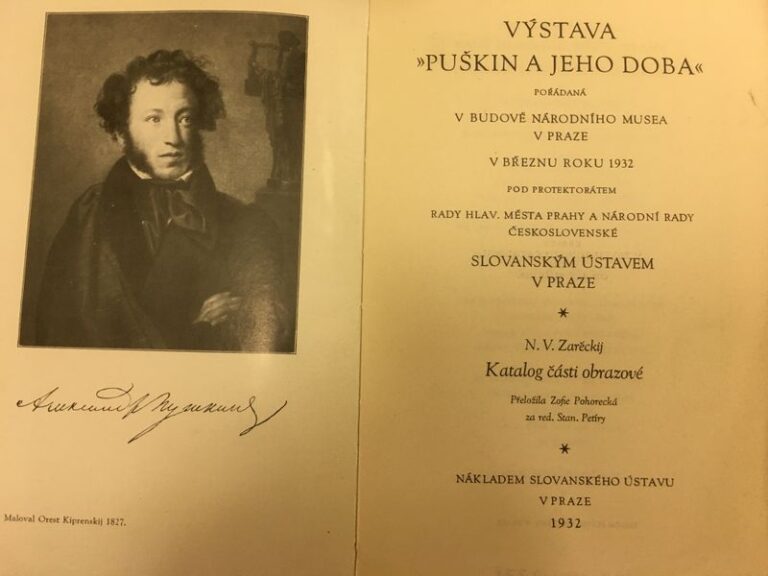 Александр Пушкин
Maloval Orest Kiprenskij 1827.
VÝSTAVA
»PUŠKIN A JEHO DOBA«
POŘÁDANÁ
V BUDOVĚ NÁRODNÍHO MUSEA
V PRAZE
V BŘEZNU ROKU 1932
POD PROTEKTORÁTEM
RADY HLAV. MĚSTA PRAHY A NÁRODNÍ RADY
ČESKOSLOVENSKÉ
SLOVANSKÝM ÚSTAVEM
V PRAZE
*
N. V. Zarěckij
Katalog části obrazové
Přeložila Zofie Pohorecká
za red. Stan. Petíry
*
NÁKLADEM SLOVANSKÉHO ÚSTAVU
V PRAZE
1932